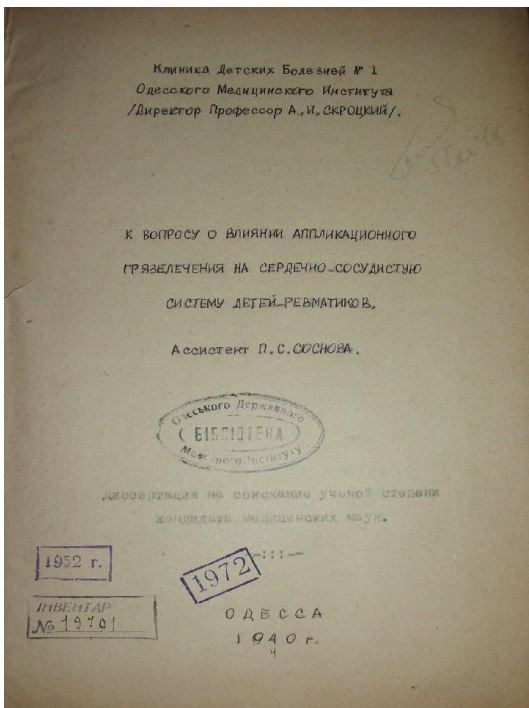 Клиника Детских Болезней № 1
Одесского Медицинского Института
/Директор Профессор А.И.СКРОЦКИЙ/.
К ВОПРОСУ О ВЛИЯНИИ АППЛИКАЦИОННОГО
ГРЯЗЕЛЕЧЕНИЯ НА СЕРДЕЧНО-СОСУДИСТУЮ
СИСТЕМУ ДЕТЕЙ-РЕВМАТИКОВ.
Ассистент П.С.СОСНОВА.
Одеського Державного
БІБЛІОТЕКА
Медичного Інституту
Диссертация на соискание ученой степени
кандидата медицинских наук.
—:::—
1952 г.
1972
ІНВЕНТАР
№ 19701
ОДЕССА
1940 г.
4